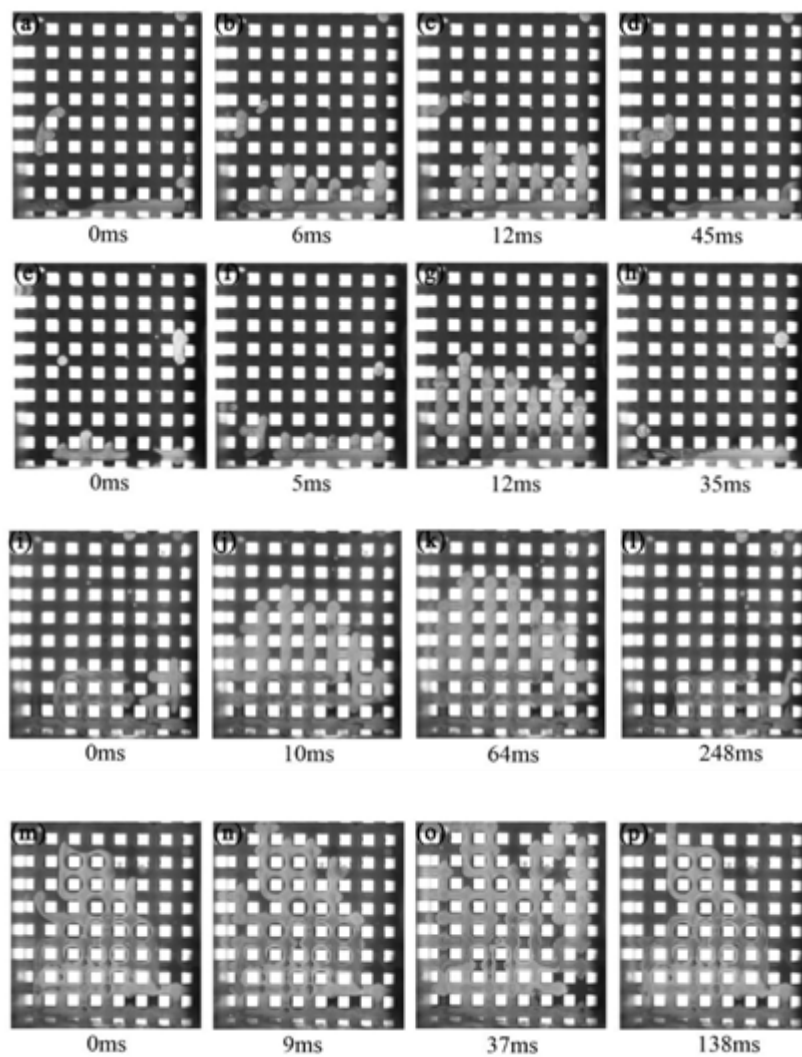 (a) (b) (c) (d)
0ms 6ms 12ms 45ms
(e) (f) (g) (h)
0ms 5ms 12ms 35ms
(i) (j) (k) (l)
0ms 10ms 64ms 248ms
(m) (n) (o) (p)
0ms 9ms 37ms 138ms